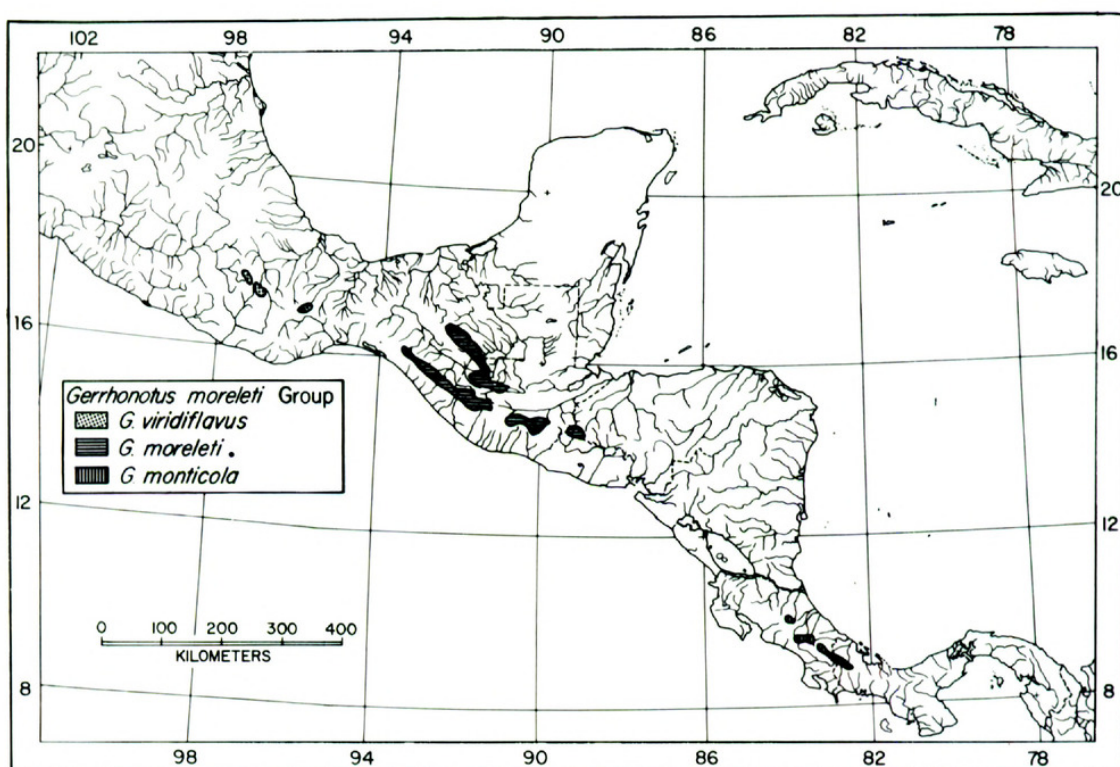 102 98 94 90 86 82 78
20
20
16
16
Gerrhonotus moreleti Group
G. viridiflavus
G. moreleti
G. monticola
12
12
0 100 200 300 400
KILOMETERS
8
8
98 94 90 86 82 78